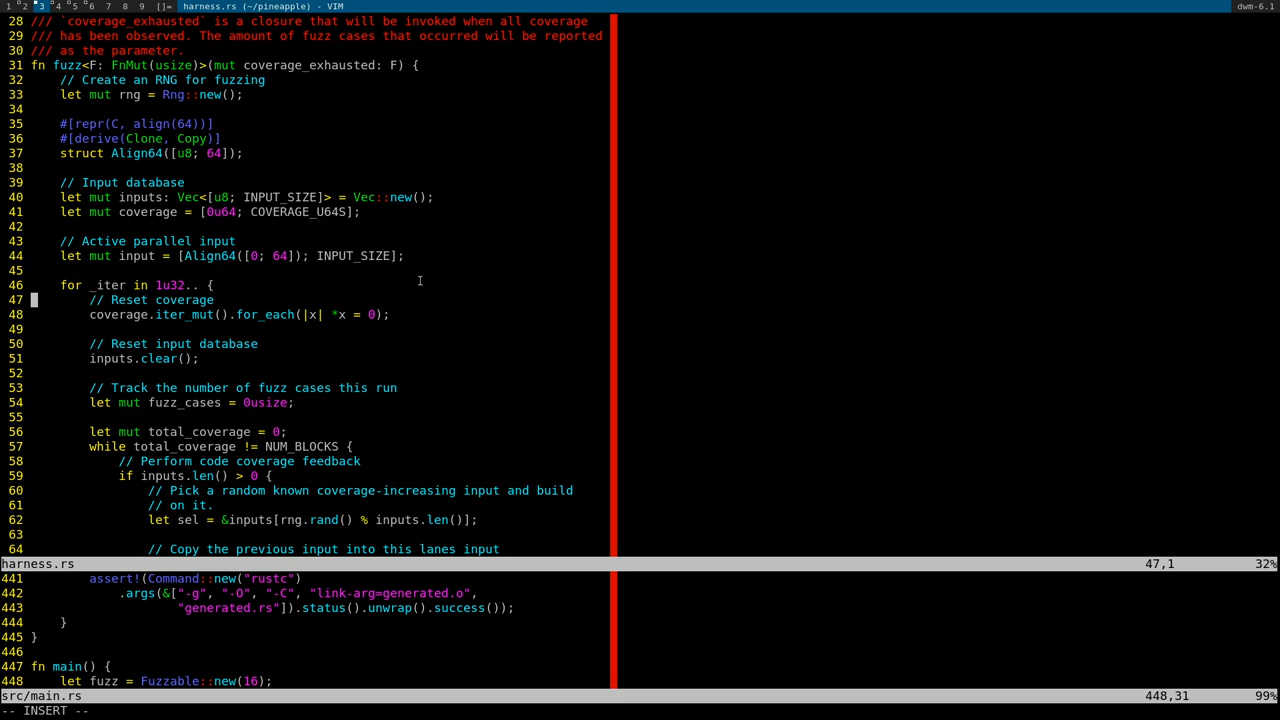 1 2 3 4 5 6 7 8 9 []= harness.rs (~/pineapple) - VIM dwm-6.1
28 /// `coverage_exhausted` is a closure that will be invoked when all coverage
29 /// has been observed. The amount of fuzz cases that occurred will be reported
30 /// as the parameter.
31 fn fuzz<F: FnMut(usize)>(mut coverage_exhausted: F) {
32     // Create an RNG for fuzzing
33     let mut rng = Rng::new();
34
35     #[repr(C, align(64))]
36     #[derive(Clone, Copy)]
37     struct Align64([u8; 64]);
38
39     // Input database
40     let mut inputs: Vec<[u8; INPUT_SIZE]> = Vec::new();
41     let mut coverage = [0u64; COVERAGE_U64S];
42
43     // Active parallel input
44     let mut input = [Align64([0; 64]); INPUT_SIZE];
45
46     for _iter in 1u32.. {
47         // Reset coverage
48         coverage.iter_mut().for_each(|x| *x = 0);
49
50         // Reset input database
51         inputs.clear();
52
53         // Track the number of fuzz cases this run
54         let mut fuzz_cases = 0usize;
55
56         let mut total_coverage = 0;
57         while total_coverage != NUM_BLOCKS {
58             // Perform code coverage feedback
59             if inputs.len() > 0 {
60                 // Pick a random known coverage-increasing input and build
61                 // on it.
62                 let sel = &inputs[rng.rand() % inputs.len()];
63
64                 // Copy the previous input into this lanes input
harness.rs 47,1 32%
441         assert!(Command::new("rustc")
442             .args(&["-g", "-O", "-C", "link-arg=generated.o",
443                     "generated.rs"]).status().unwrap().success());
444     }
445 }
446
447 fn main() {
448     let fuzz = Fuzzable::new(16);
src/main.rs 448,31 99%
-- INSERT --